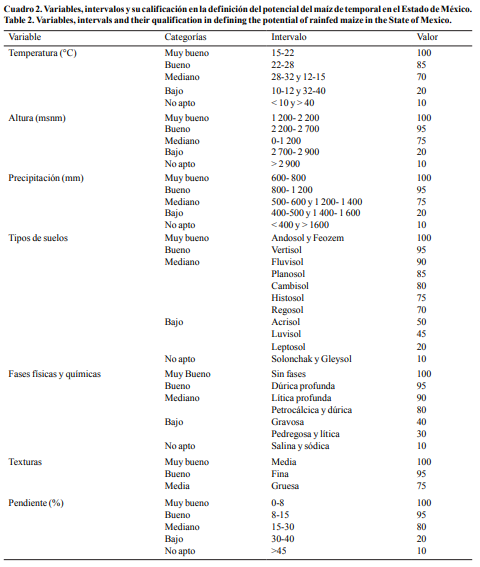 Cuadro 2. Variables, intervalos y su calificación en la definición del potencial del maíz de temporal en el Estado de México.
Table 2. Variables, intervals and their qualification in defining the potential of rainfed maize in the State of Mexico.
Variable Categorías Intervalo Valor
Temperatura (°C) Muy bueno 15-22 100
Bueno 22-28 85
Mediano 28-32 y 12-15 70
Bajo 10-12 y 32-40 20
No apto < 10 y > 40 10
Altura (msnm) Muy bueno 1 200- 2 200 100
Bueno 2 200- 2 700 95
Mediano 0-1 200 75
Bajo 2 700- 2 900 20
No apto > 2 900 10
Precipitación (mm) Muy bueno 600- 800 100
Bueno 800- 1 200 95
Mediano 500- 600 y 1 200- 1 400 75
Bajo 400-500 y 1 400- 1 600 20
No apto < 400 y > 1600 10
Tipos de suelos Muy bueno Andosol y Feozem 100
Bueno Vertisol 95
Mediano Fluvisol 90
Planosol 85
Cambisol 80
Histosol 75
Regosol 70
Bajo Acrisol 50
Luvisol 45
Leptosol 20
No apto Solonchak y Gleysol 10
Fases físicas y químicas Muy Bueno Sin fases 100
Bueno Dúrica profunda 95
Mediano Lítica profunda 90
Petrocálcica y dúrica 80
Bajo Gravosa 40
Pedregosa y lítica 30
No apto Salina y sódica 10
Texturas Muy bueno Media 100
Bueno Fina 95
Media Gruesa 75
Pendiente (%) Muy bueno 0-8 100
Bueno 8-15 95
Mediano 15-30 80
Bajo 30-40 20
No apto >45 10